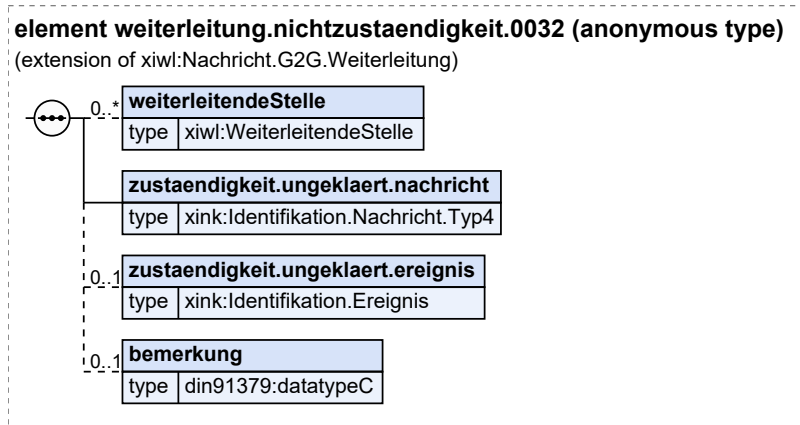 element weiterleitung.nichtzustaendigkeit.0032 (anonymous type)
(extension of xiwl:Nachricht.G2G.Weiterleitung)
0..* weiterleitendeStelle
type xiwl:WeiterleitendeStelle
zustaendigkeit.ungeklaert.nachricht
type xink:Identifikation.Nachricht.Typ4
0..1 zustaendigkeit.ungeklaert.ereignis
type xink:Identifikation.Ereignis
0..1 bemerkung
type din91379:datatypeC